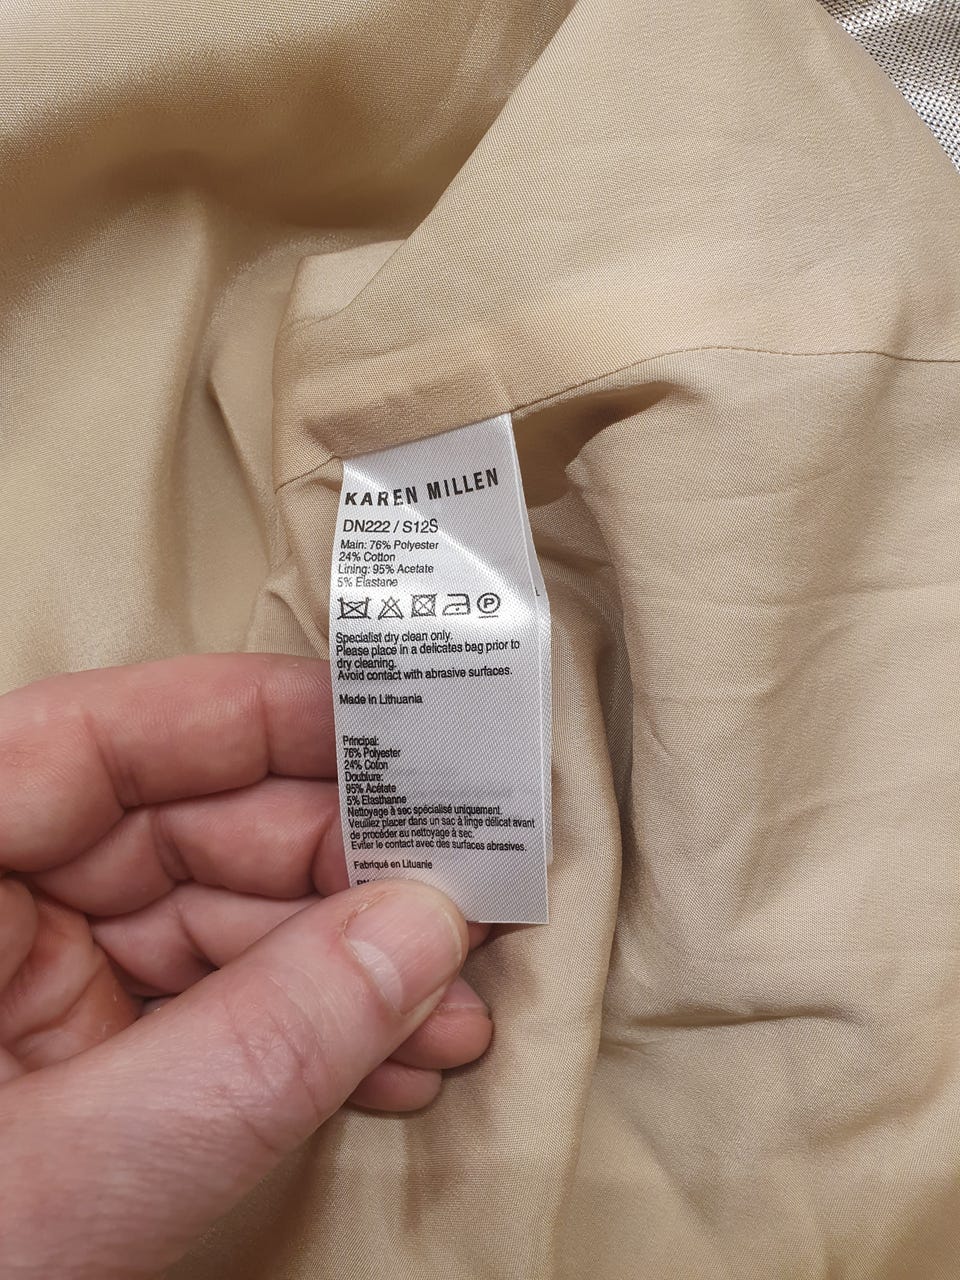 KAREN MILLEN
DN222 / S12S
Main: 76% Polyester
24% Cotton
Lining: 95% Acetate
5% Elastane
P
Specialist dry clean only.
Please place in a delicates bag prior to
dry cleaning.
Avoid contact with abrasive surfaces.
Made in Lithuania
Principal:
76% Polyester
24% Coton
Doublure:
95% Acétate
5% Elasthanne
Nettoyage à sec spécialisé uniquement.
Veuillez placer dans un sac à linge délicat avant
de procéder au nettoyage à sec.
Eviter le contact avec des surfaces abrasives.
Fabriqué en Lituanie